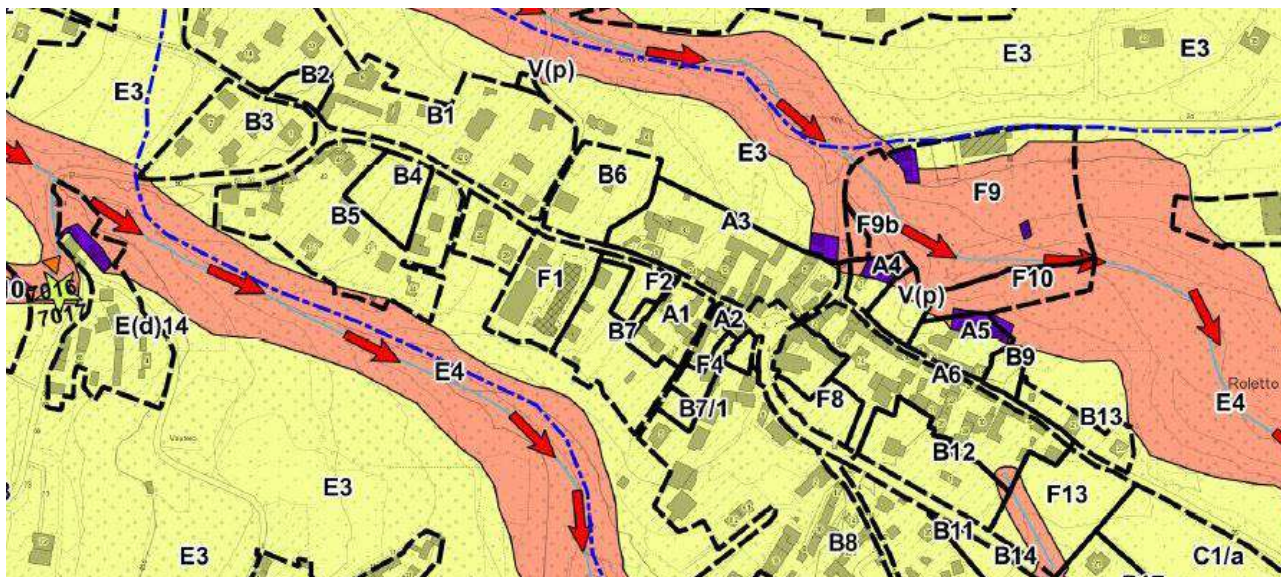 E3
E3
E3
V(p)
B2
B1
B3
E3
B6
B4
B5
A3
F9
F9b
A4
V(p)
F10
F1
F2
B7
A1
A2
A5
B9
A6
7016
7017
E(d)14
E4
F4
B7/1
F8
B13
Roletto
E4
B12
E3
F13
E3
B8
B11
B14
C1/a